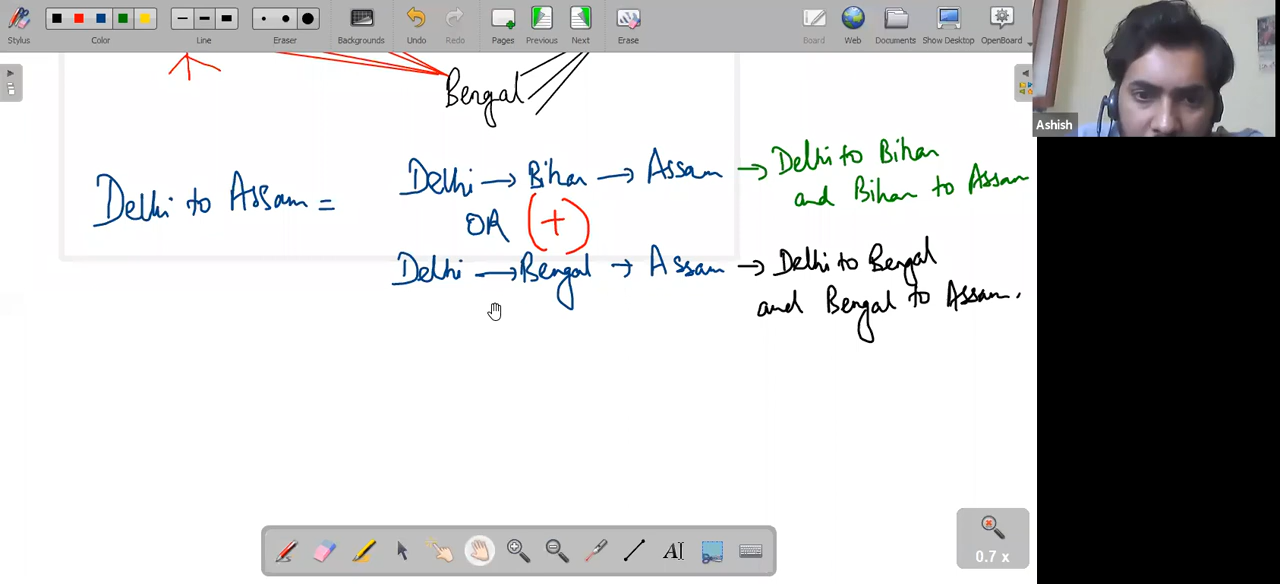 Stylus
Color
Line
Eraser
Backgrounds
Undo
Redo
Pages
Previous
Next
Erase
Board
Web
Documents
Show Desktop
OpenBoard
Ashish
Bengal
Delhi to Assam =
Delhi → Bihar → Assam → Delhi to Bihar
and Bihar to Assam
OR (+)
Delhi → Bengal → Assam → Delhi to Bengal
and Bengal to Assam.
0.7 x